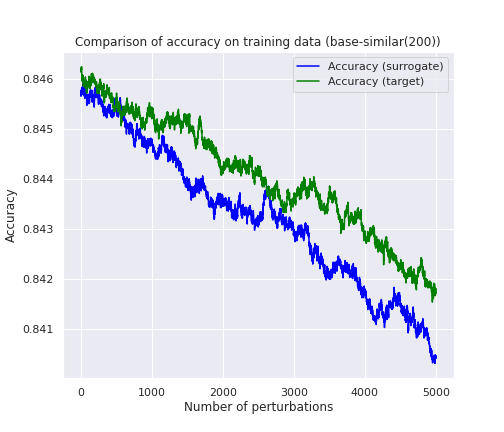 Comparison of accuracy on training data (base-similar(200))
Accuracy (surrogate)
Accuracy (target)
0.846
0.845
0.844
0.843
0.842
0.841
Accuracy
0 1000 2000 3000 4000 5000
Number of perturbations